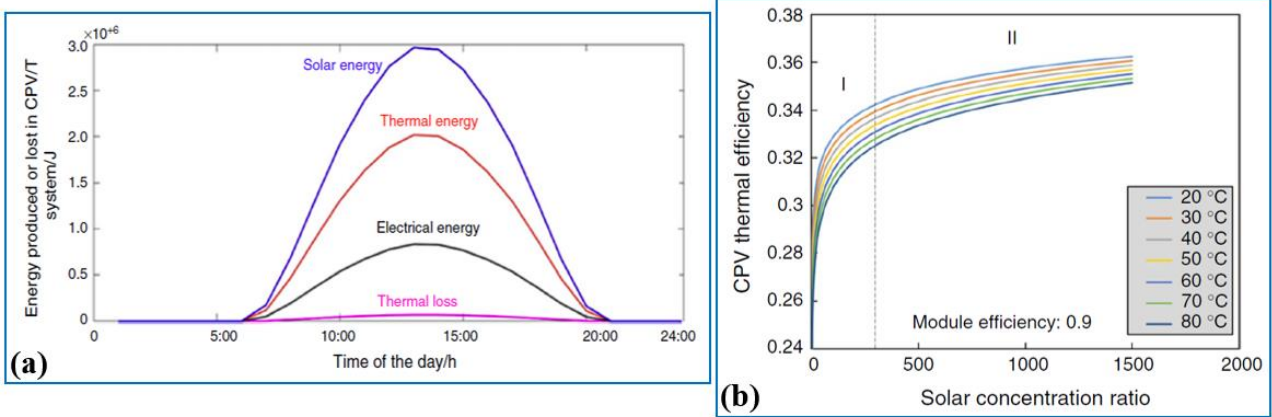 ×10+6
3.0
2.5
2.0
1.5
1.0
0.5
0
Energy produced or lost in CPV/T
system/J
Solar energy
Thermal energy
Electrical energy
Thermal loss
0 5:00 10:00 15:00 20:00 24:00
Time of the day/h
(a)
0.38
0.36
0.34
0.32
0.3
0.28
0.26
0.24
CPV thermal efficiency
I
II
20 °C
30 °C
40 °C
50 °C
60 °C
70 °C
80 °C
Module efficiency: 0.9
0 500 1000 1500 2000
Solar concentration ratio
(b)